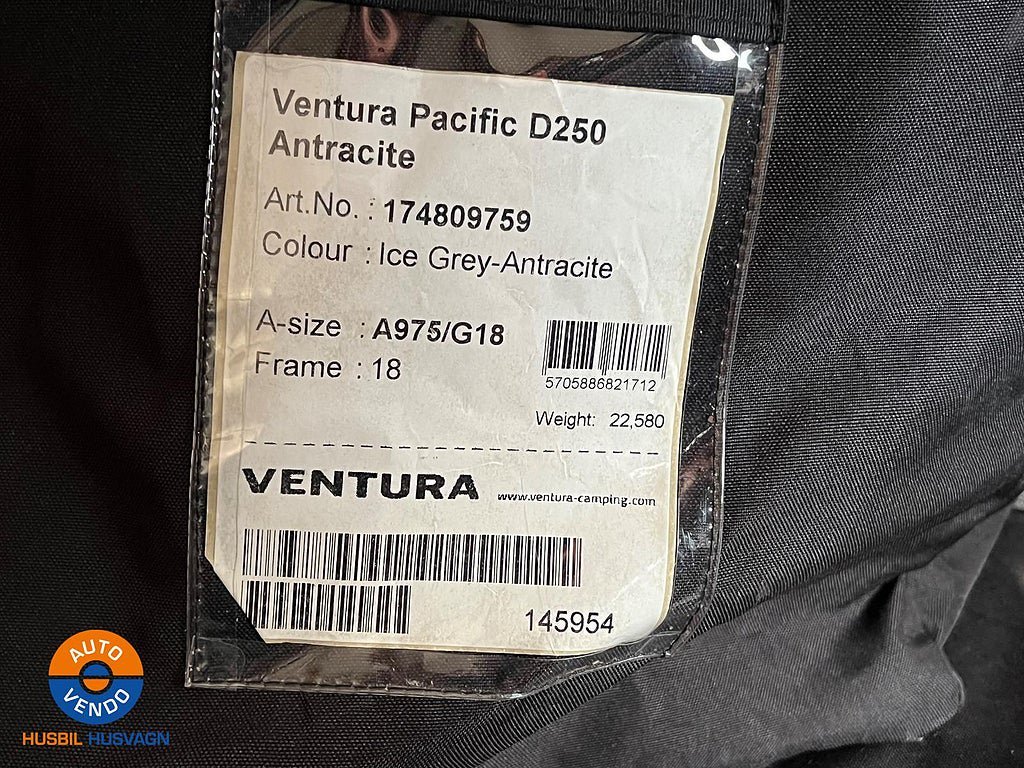 Ventura Pacific D250
Antracite
Art.No. : 174809759
Colour : Ice Grey-Antracite
A-size : A975/G18
Frame : 18
5705886821712
Weight: 22,580
VENTURA www.ventura-camping.com
145954
AUTO
VENDO
HUSBIL HUSVAGN